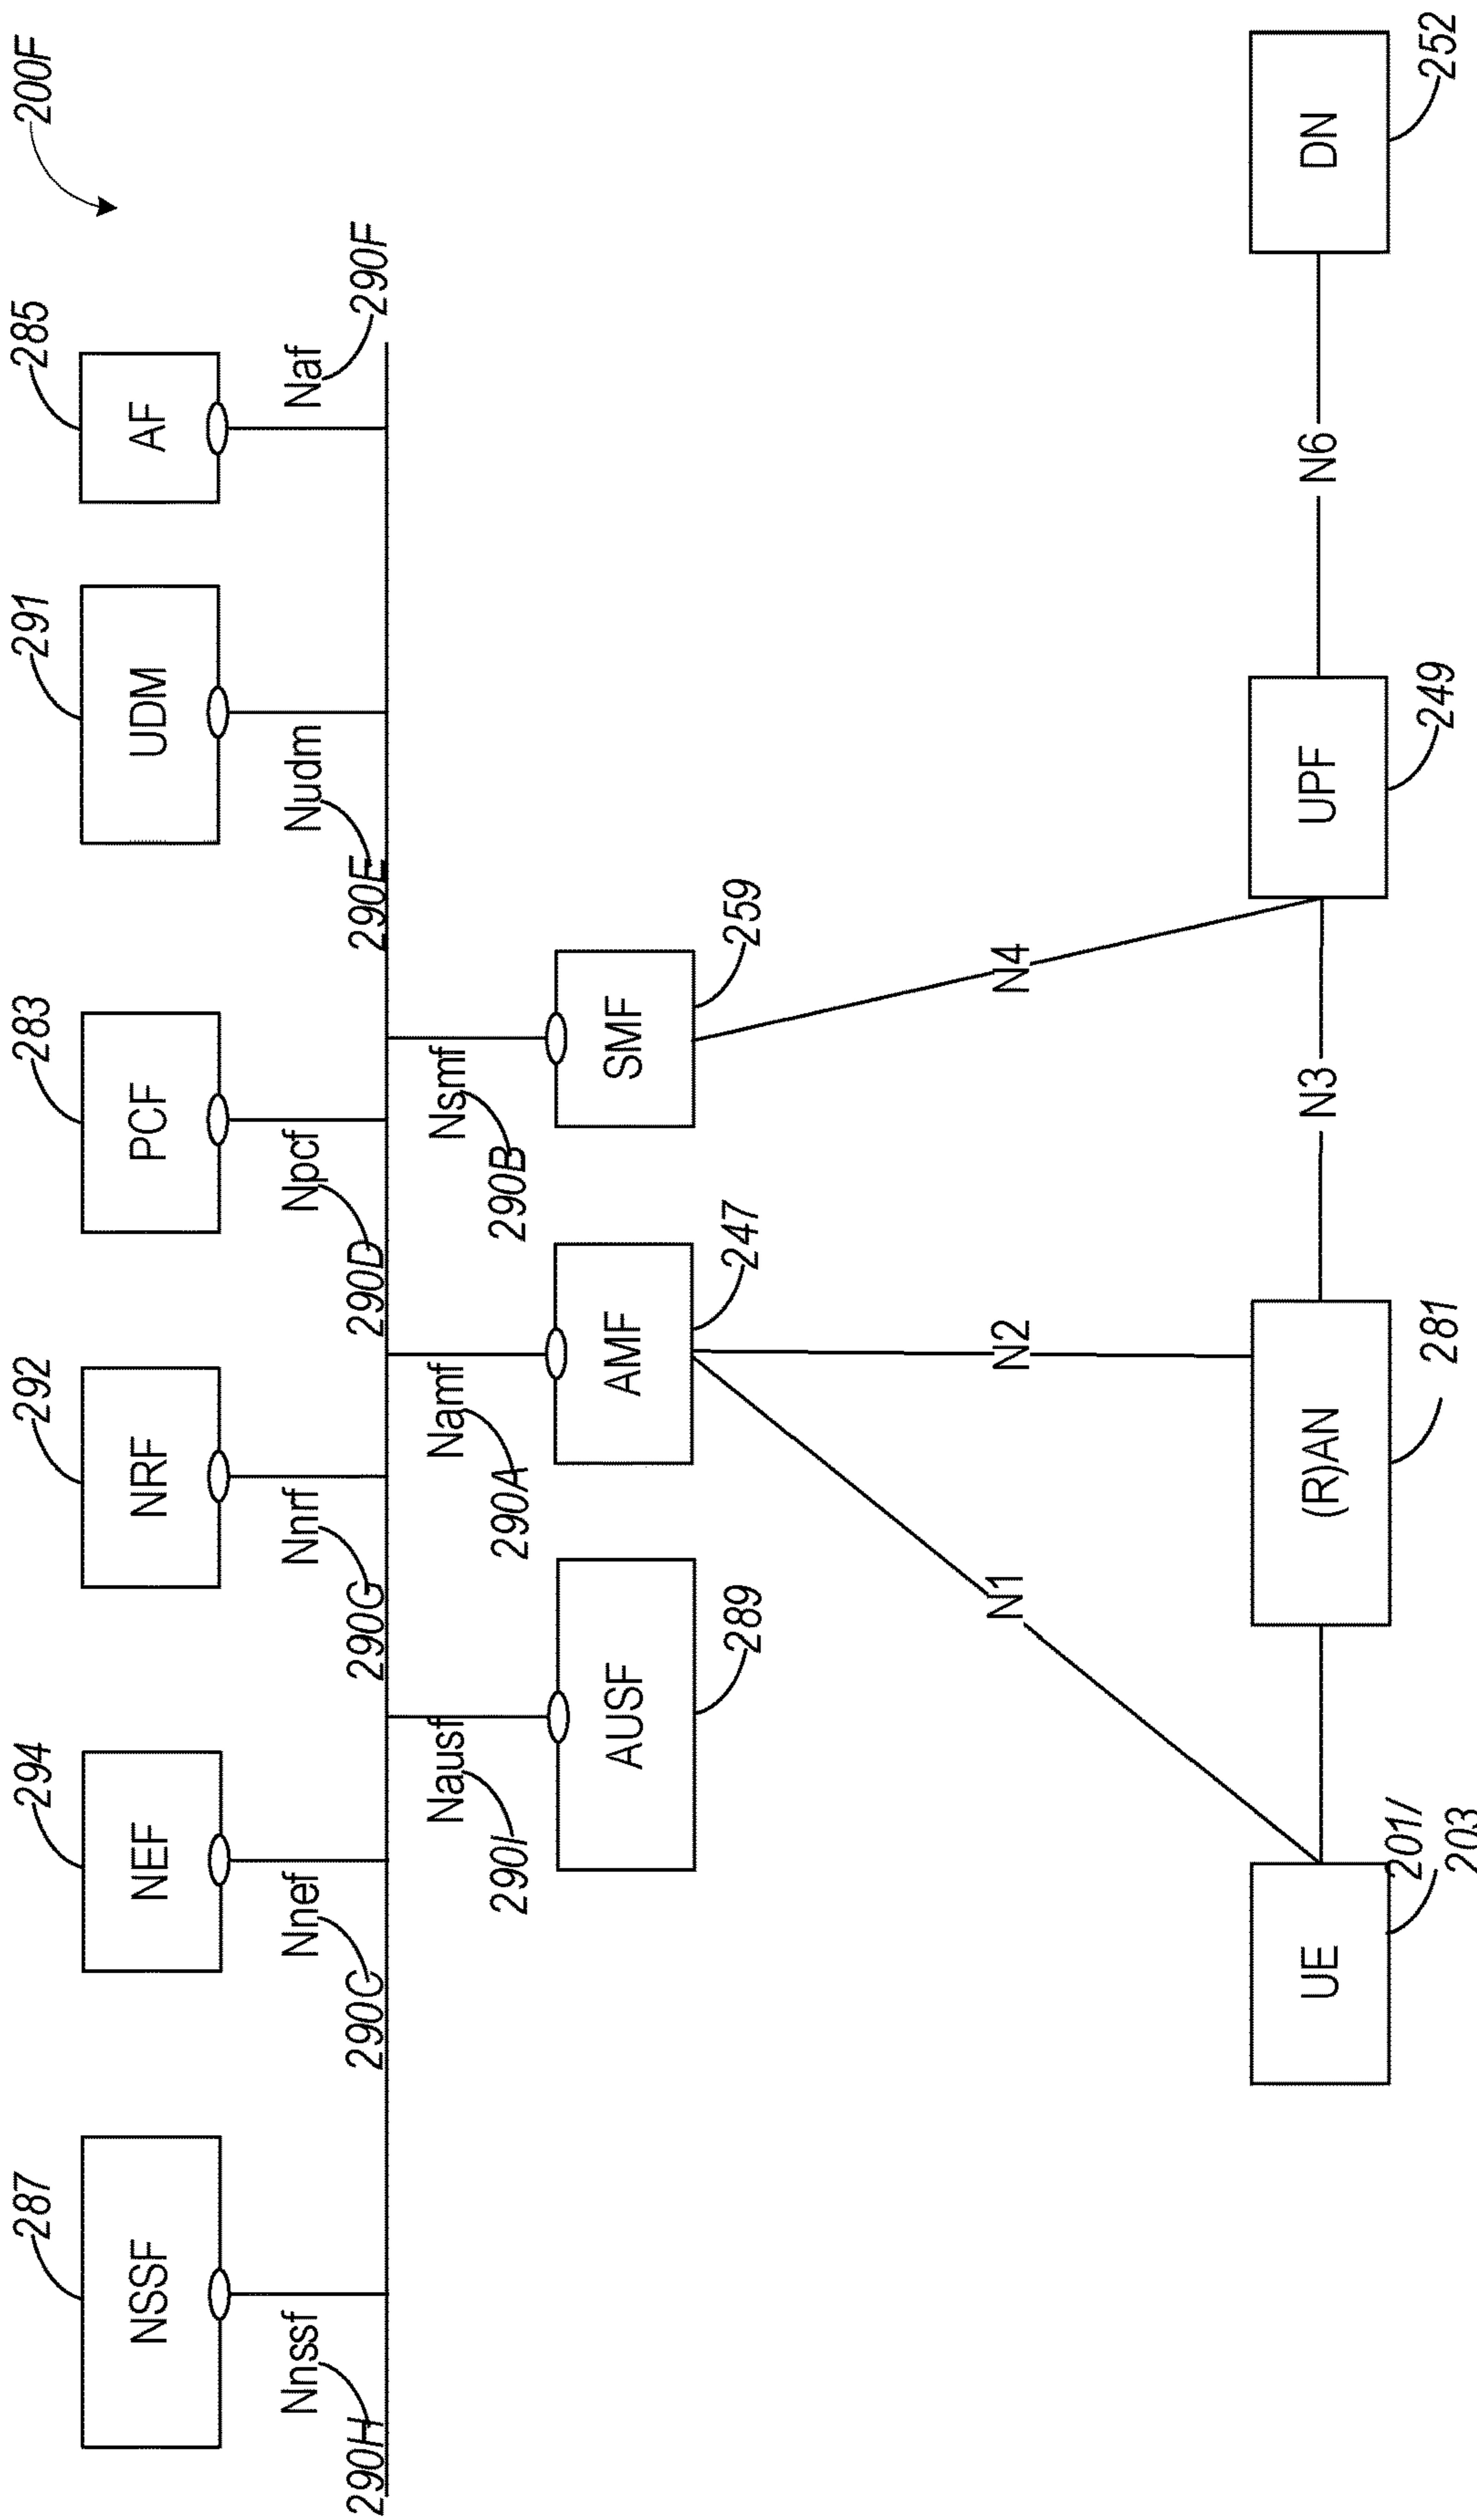 200F
287
294
292
283
291
285
NSSF
NEF
NRF
PCF
UDM
AF
Nnssf
Nnef
Nnrf
Npcf
Nudm
Naf
290H
290C
290G
290D
290E
290F
Nausf
Namf
Nsmf
290I
290A
290B
AUSF
AMF
SMF
289
247
259
N1
N2
N4
UE
(R)AN
N3
UPF
N6
DN
201/
203
281
249
252